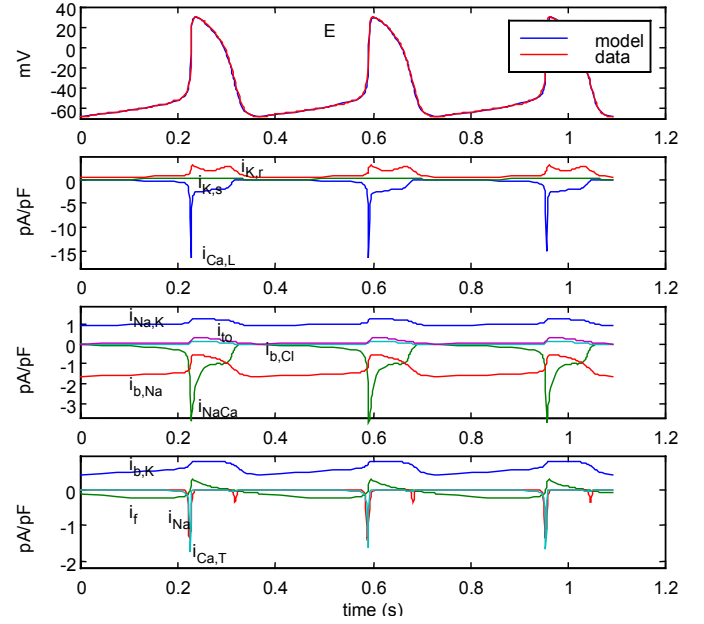 40
20
0
-20
-40
-60
mV
E
model
data
0 0.2 0.4 0.6 0.8 1 1.2
0
-5
-10
-15
pA/pF
i_K,r
i_K,s
i_Ca,L
0 0.2 0.4 0.6 0.8 1 1.2
1
0
-1
-2
-3
pA/pF
i_Na,K
i_to
i_b,Cl
i_b,Na
i_NaCa
0 0.2 0.4 0.6 0.8 1 1.2
0
-1
-2
pA/pF
i_b,K
i_f
i_Na
i_Ca,T
0 0.2 0.4 0.6 0.8 1 1.2
time (s)